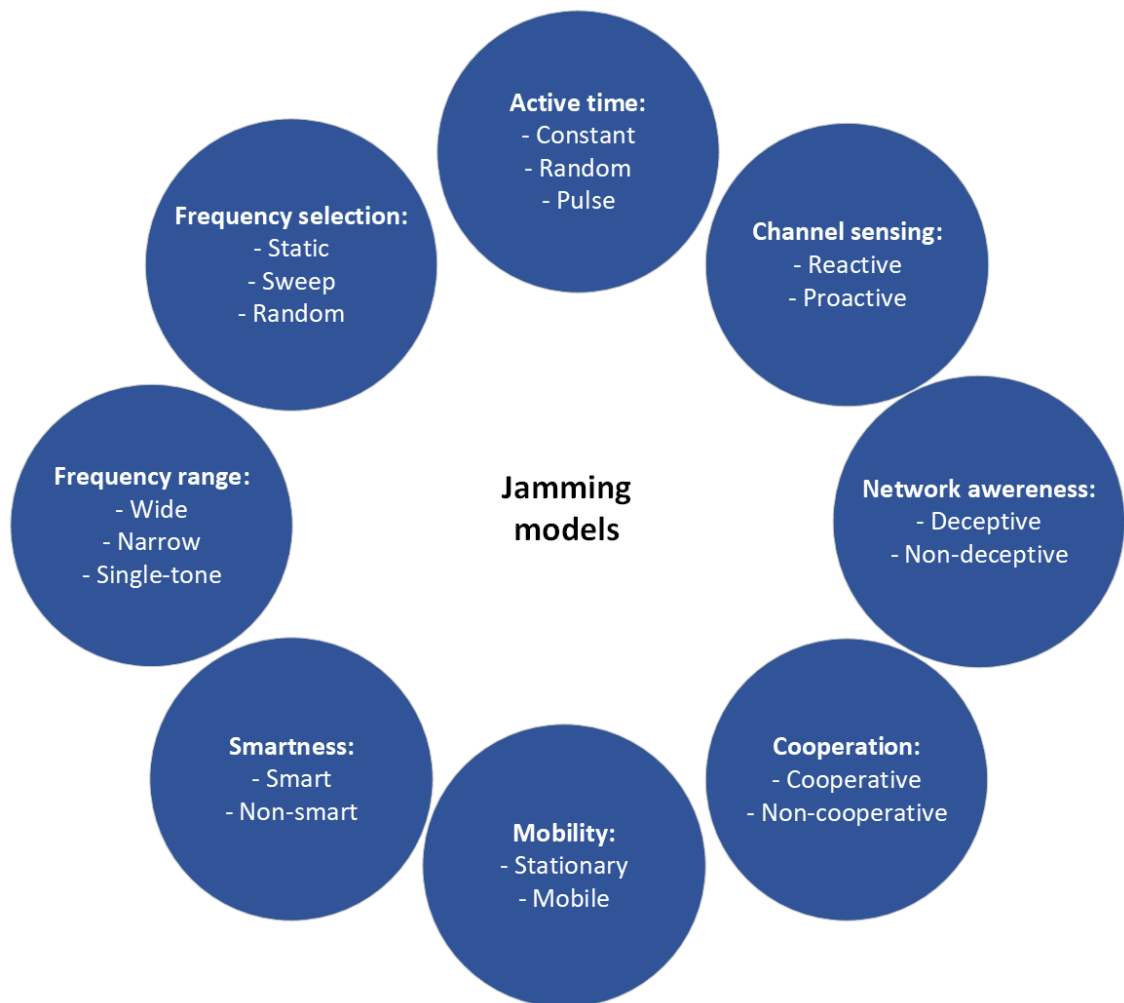 Active time:
- Constant
- Random
- Pulse
Channel sensing:
- Reactive
- Proactive
Network awereness:
- Deceptive
- Non-deceptive
Cooperation:
- Cooperative
- Non-cooperative
Mobility:
- Stationary
- Mobile
Smartness:
- Smart
- Non-smart
Frequency range:
- Wide
- Narrow
- Single-tone
Frequency selection:
- Static
- Sweep
- Random
Jamming
models